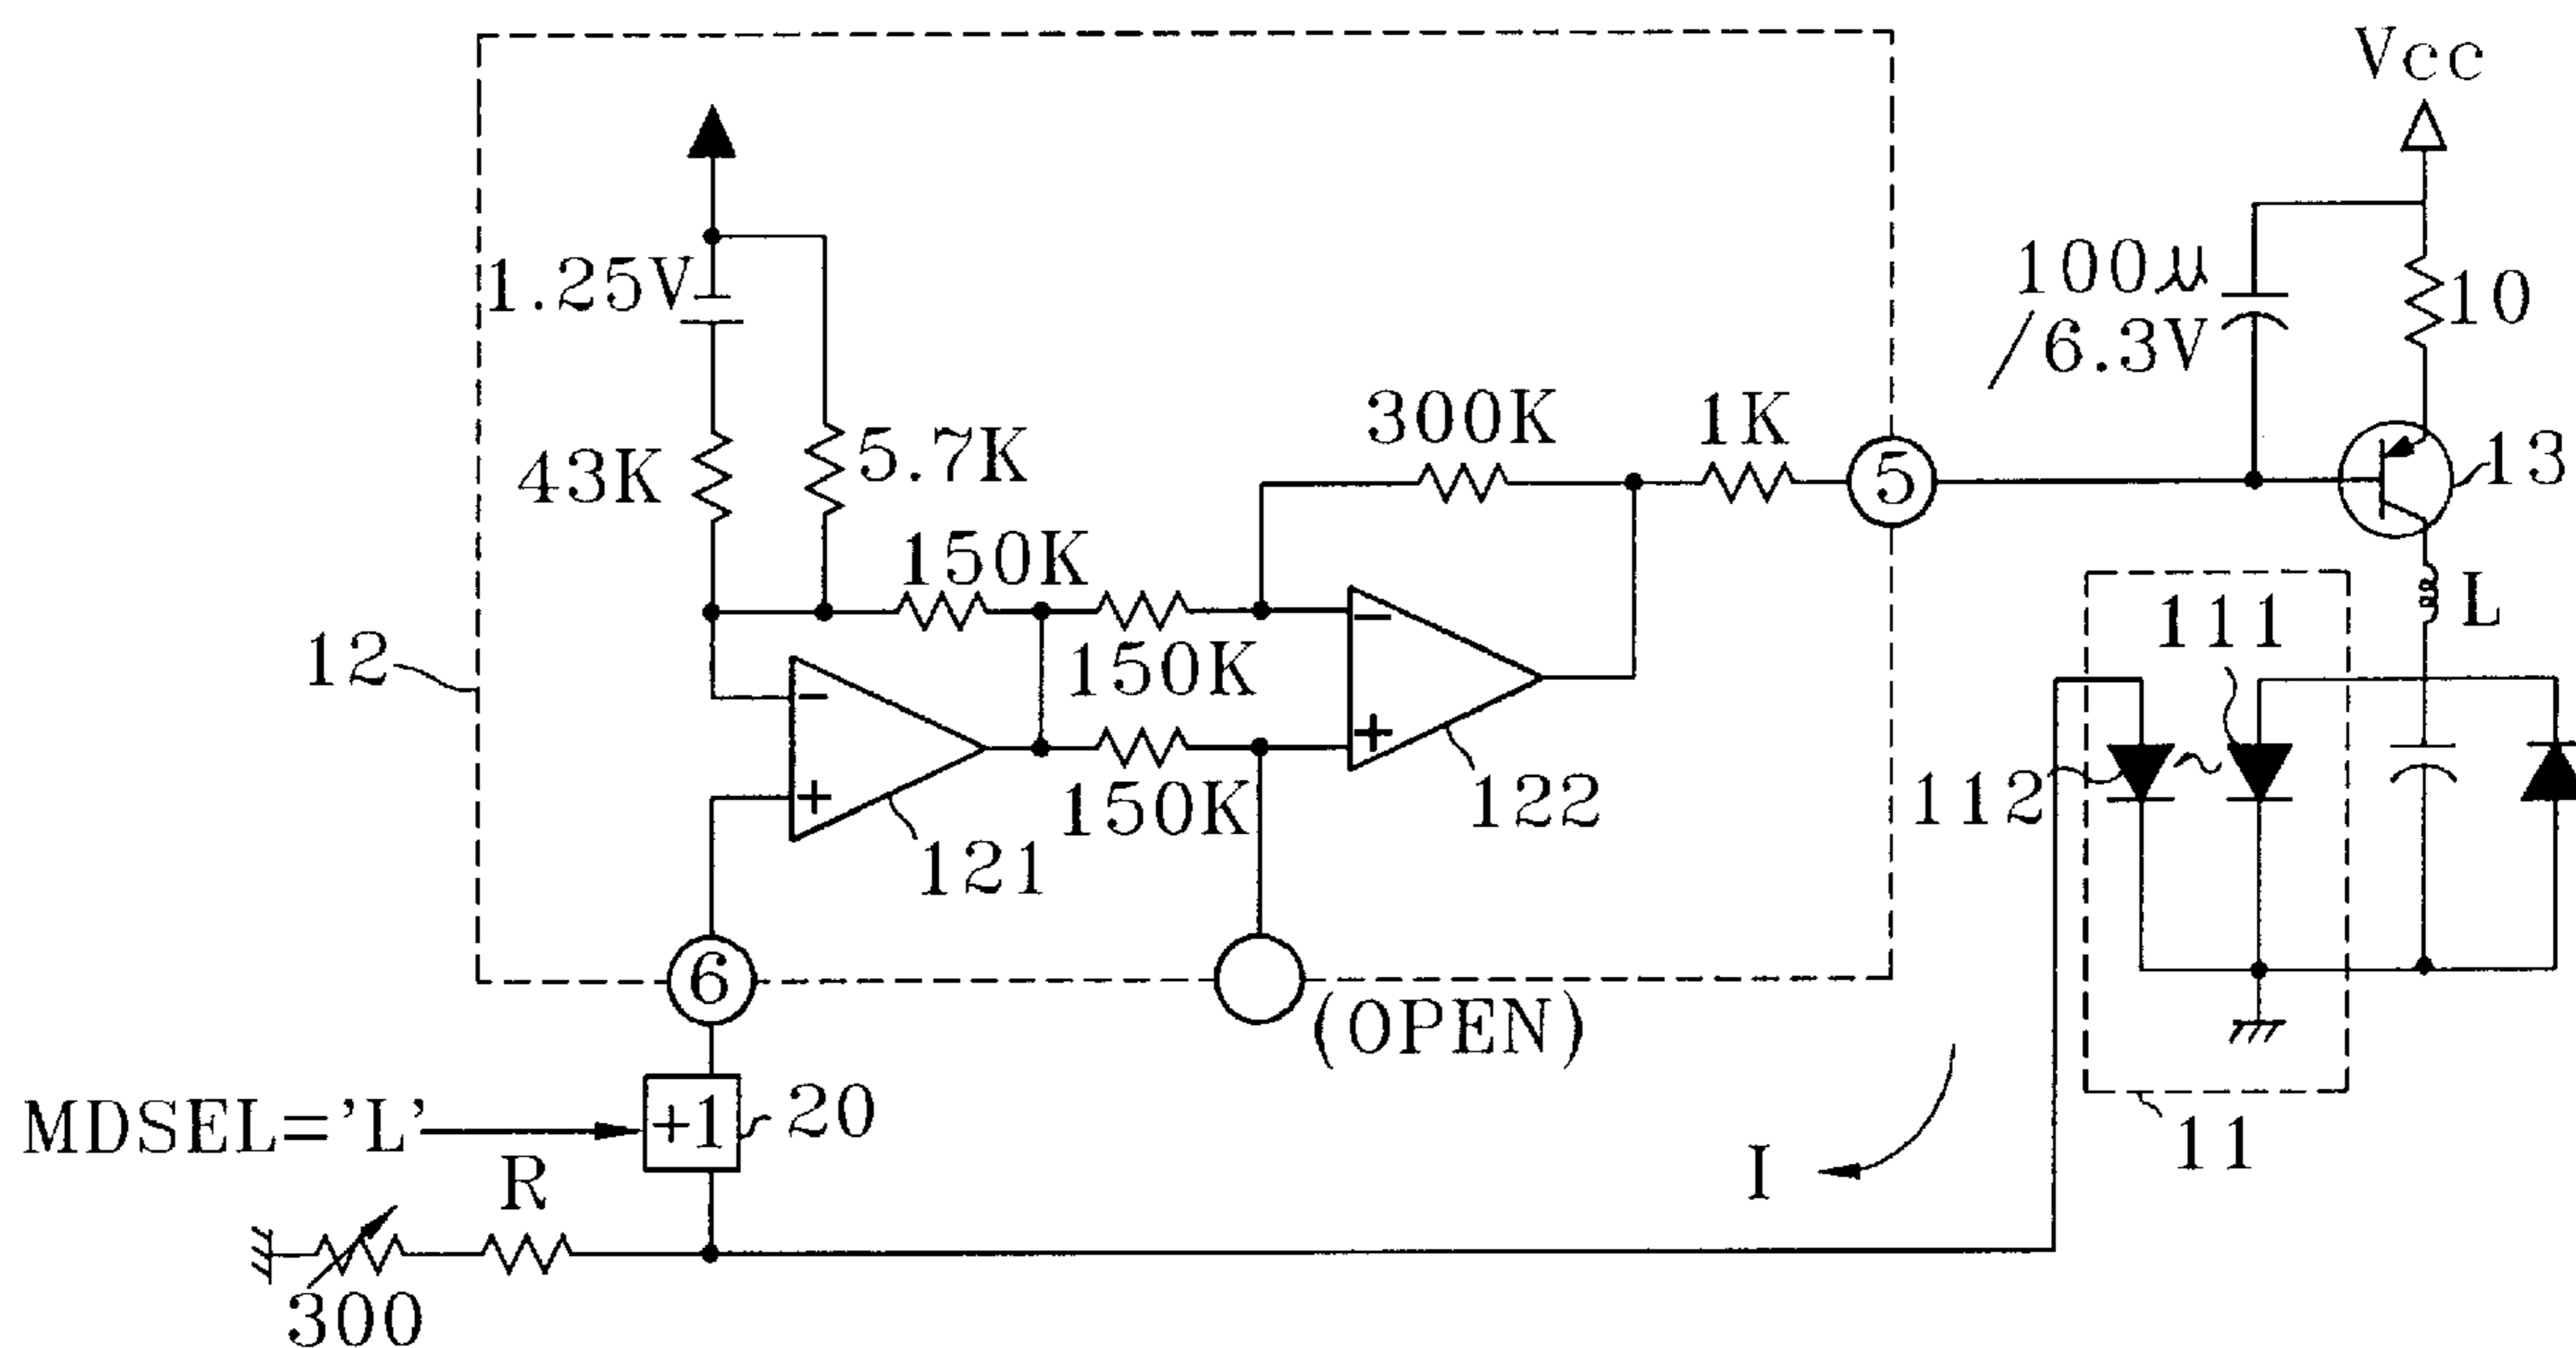 Vcc
1.25V
100μ
/6.3V
10
300K
1K
43K
5.7K
5
13
150K
12
150K
111
L
150K
122
112
121
6
(OPEN)
MDSEL='L'
+1
20
I
11
R
300